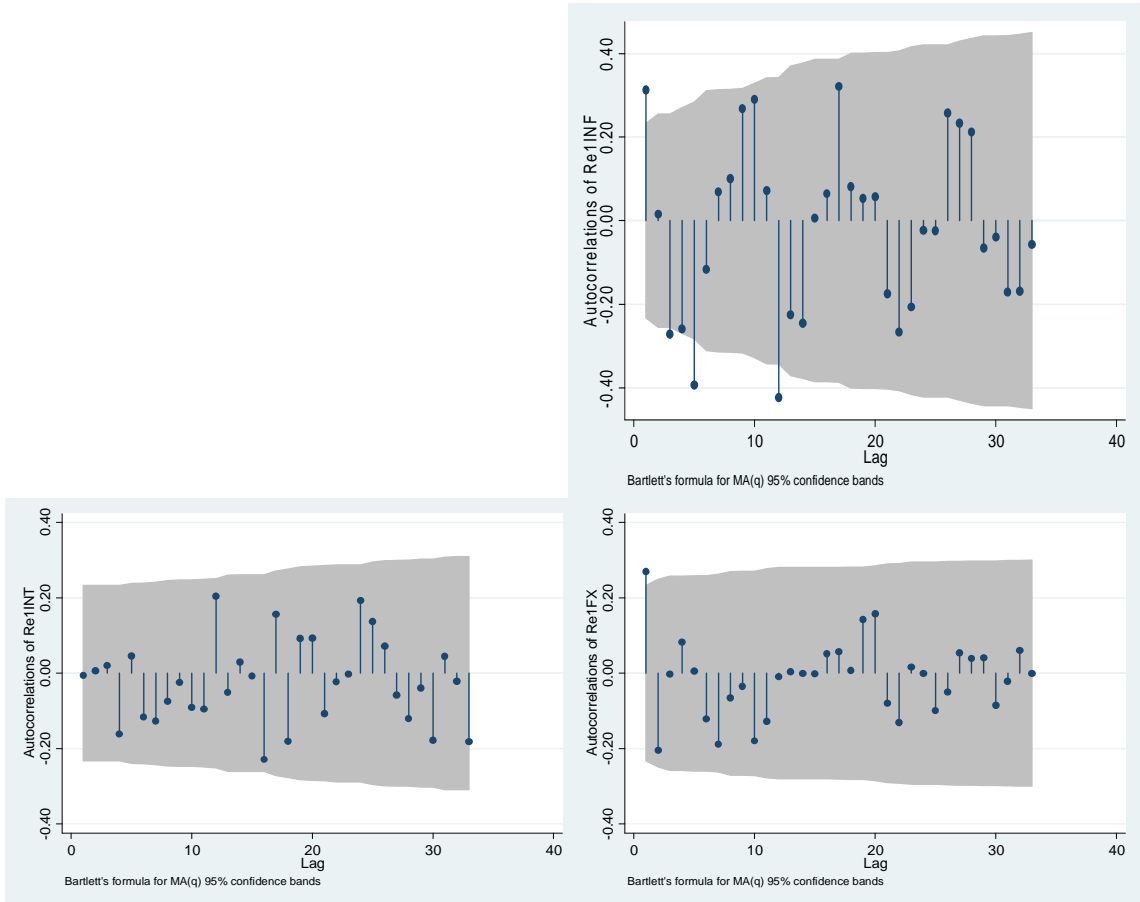 Autocorrelations of Re1INF
0.40
0.20
0.00
-0.20
-0.40
0 10 20 30 40
Lag
Bartlett's formula for MA(q) 95% confidence bands
Autocorrelations of Re1INT
0.40
0.20
0.00
-0.20
-0.40
0 10 20 30 40
Lag
Bartlett's formula for MA(q) 95% confidence bands
Autocorrelations of Re1FX
0.40
0.20
0.00
-0.20
-0.40
0 10 20 30 40
Lag
Bartlett's formula for MA(q) 95% confidence bands